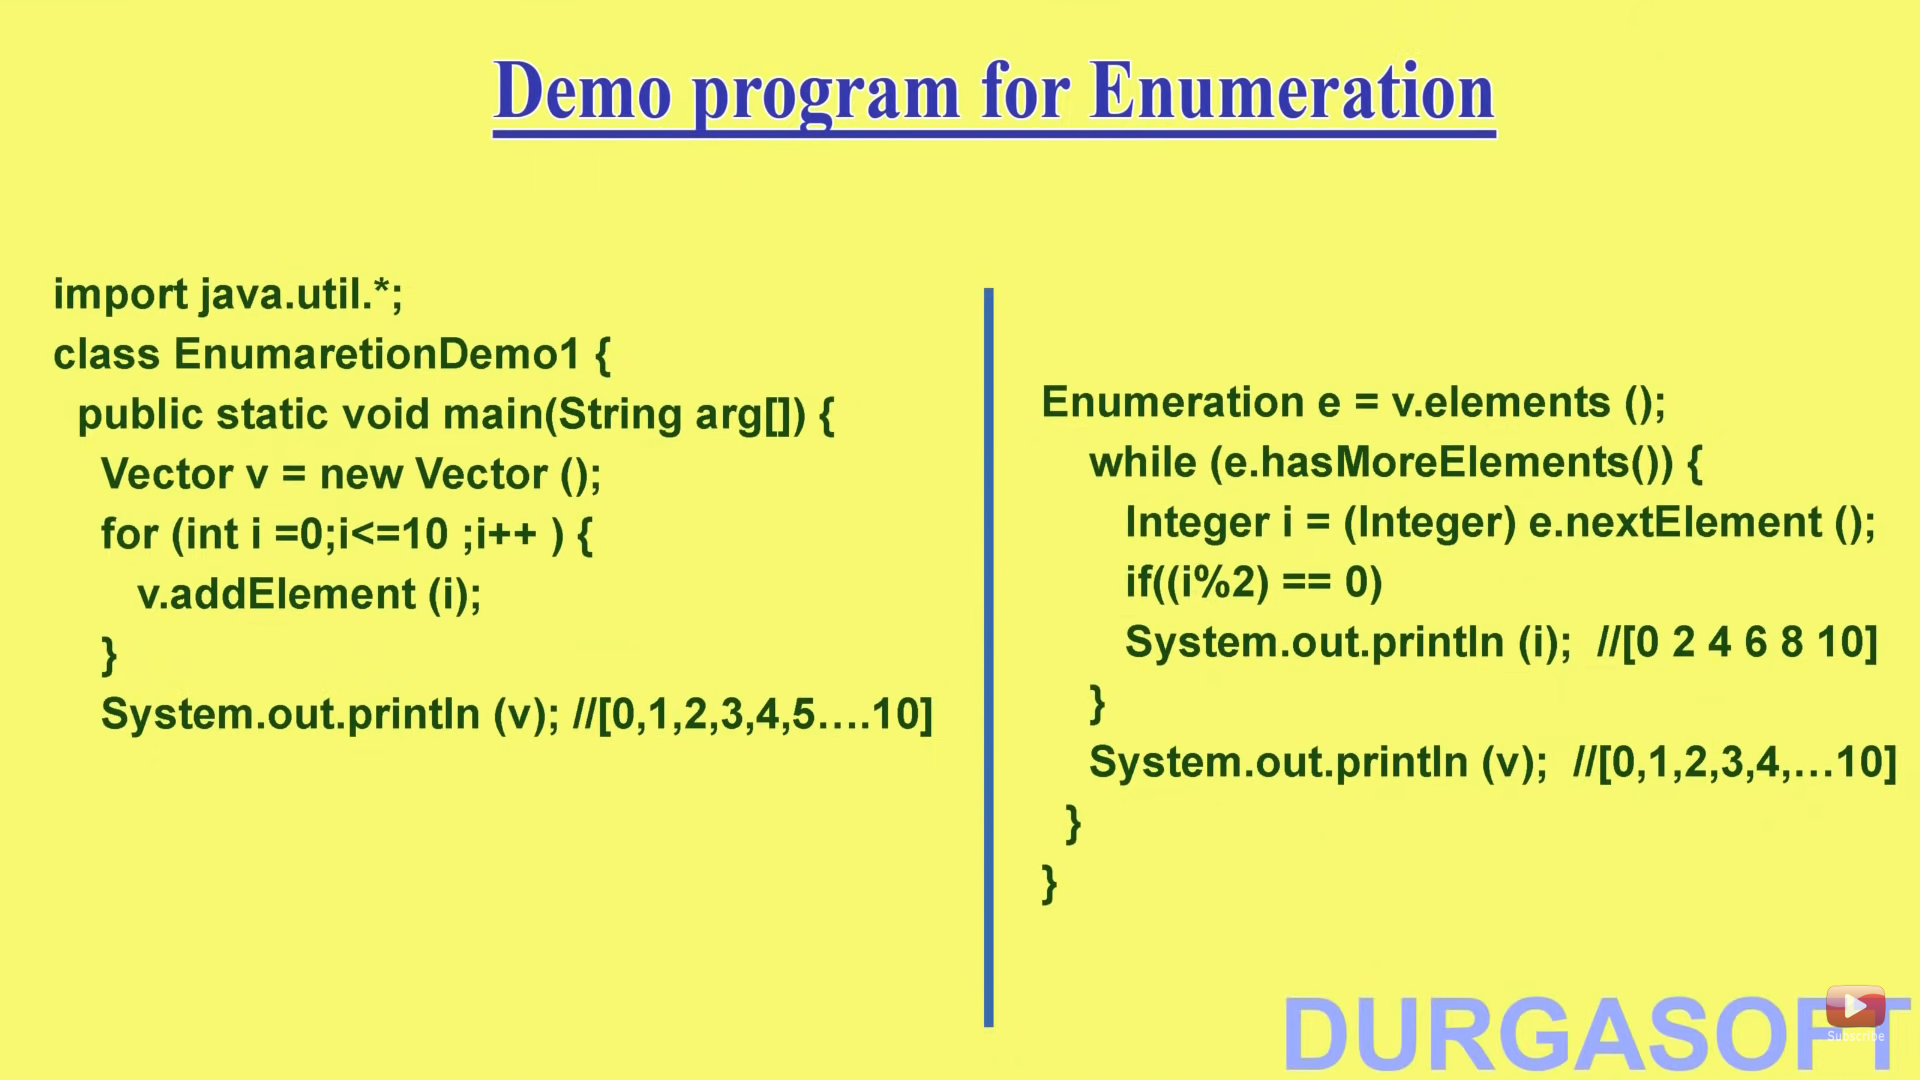 Demo program for Enumeration
import java.util.*;
class EnumaretionDemo1 {
public static void main(String arg[]) {
Vector v = new Vector ();
for (int i =0;i<=10 ;i++ ) {
v.addElement (i);
}
System.out.println (v); //[0,1,2,3,4,5....10]
Enumeration e = v.elements ();
while (e.hasMoreElements()) {
Integer i = (Integer) e.nextElement ();
if((i%2) == 0)
System.out.println (i); //[0 2 4 6 8 10]
}
System.out.println (v); //[0,1,2,3,4,...10]
}
}
DURGASOFT
Subscribe